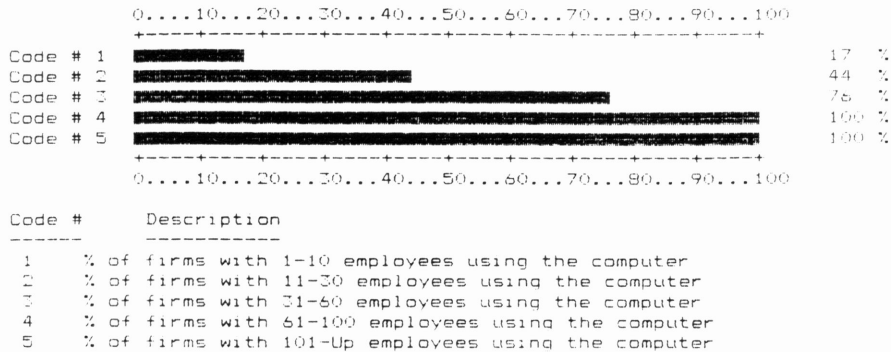 0....10...20...30...40...50...60...70...80...90...100
+-----+-----+-----+-----+-----+-----+-----+-----+-----+-----+
Code # 1 17 %
Code # 2 44 %
Code # 3 76 %
Code # 4 100 %
Code # 5 100 %
+-----+-----+-----+-----+-----+-----+-----+-----+-----+-----+
0....10...20...30...40...50...60...70...80...90...100
Code # Description
------ -----------
1 % of firms with 1-10 employees using the computer
2 % of firms with 11-30 employees using the computer
3 % of firms with 31-60 employees using the computer
4 % of firms with 61-100 employees using the computer
5 % of firms with 101-Up employees using the computer